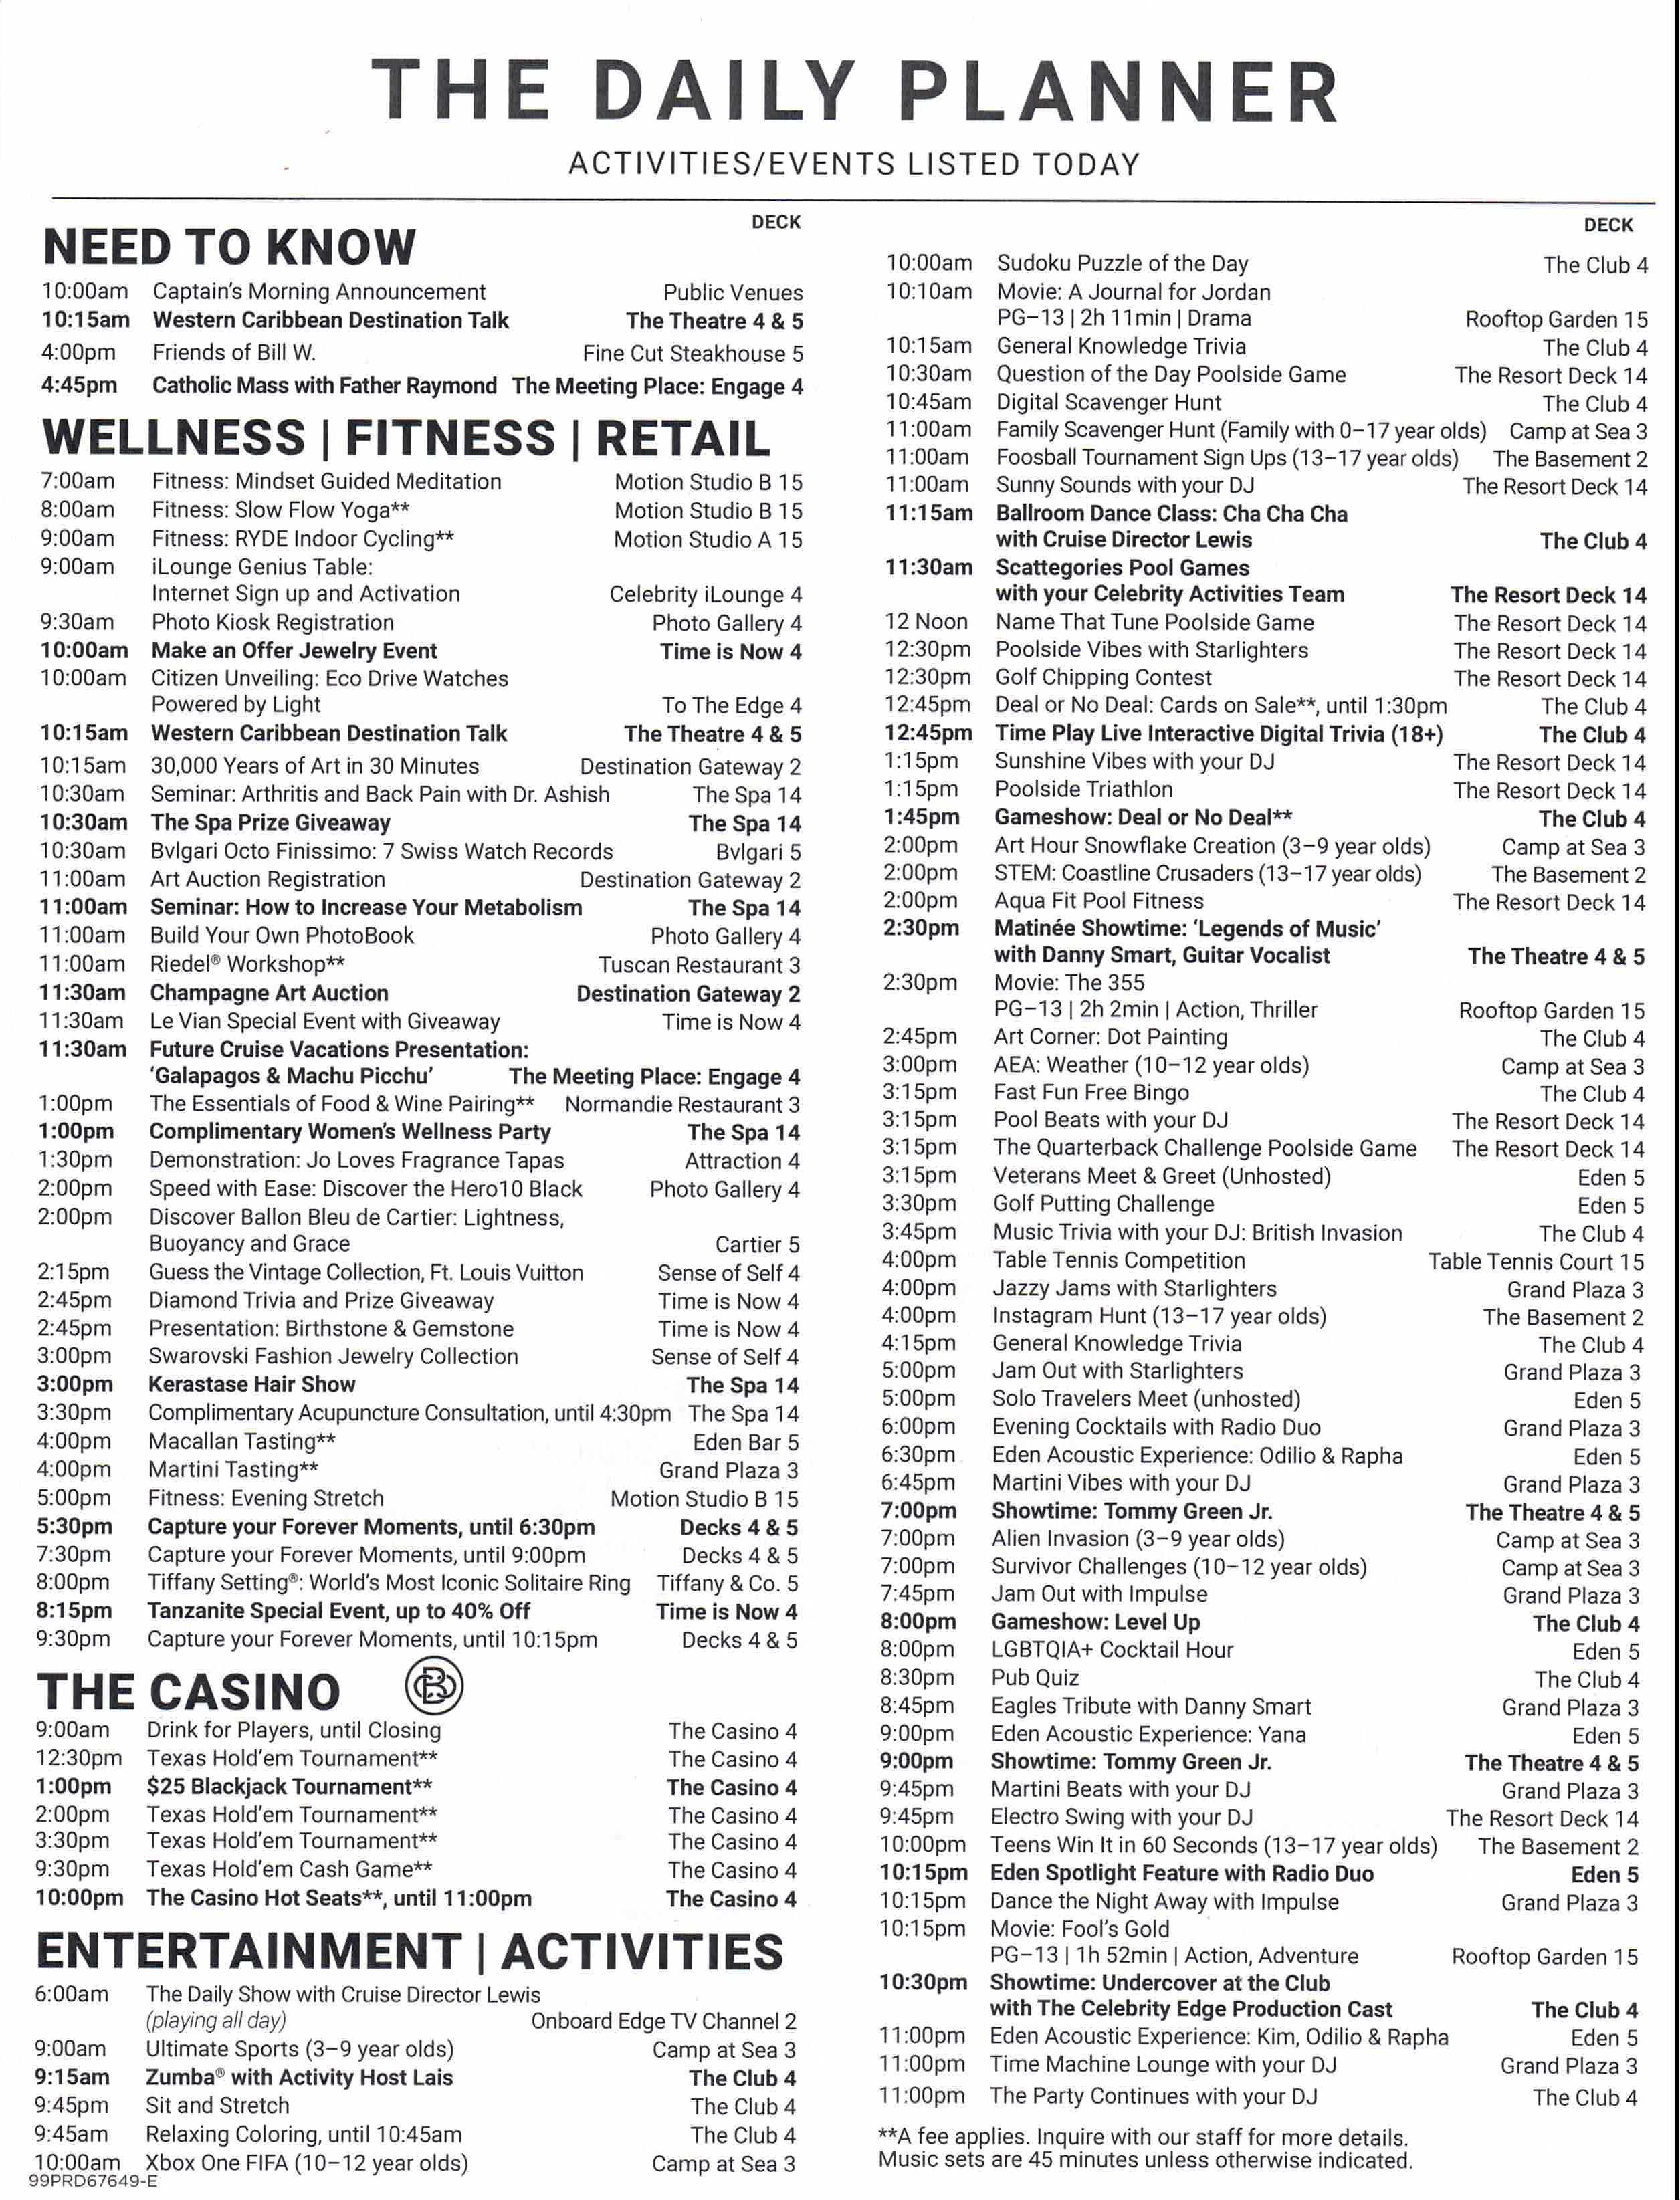 THE DAILY PLANNER
ACTIVITIES/EVENTS LISTED TODAY
DECK
NEED TO KNOW
10:00am Captain's Morning Announcement Public Venues
10:15am Western Caribbean Destination Talk The Theatre 4 & 5
4:00pm Friends of Bill W. Fine Cut Steakhouse 5
4:45pm Catholic Mass with Father Raymond The Meeting Place: Engage 4
WELLNESS | FITNESS | RETAIL
7:00am Fitness: Mindset Guided Meditation Motion Studio B 15
8:00am Fitness: Slow Flow Yoga** Motion Studio B 15
9:00am Fitness: RYDE Indoor Cycling** Motion Studio A 15
9:00am iLounge Genius Table:
Internet Sign up and Activation Celebrity iLounge 4
9:30am Photo Kiosk Registration Photo Gallery 4
10:00am Make an Offer Jewelry Event Time is Now 4
10:00am Citizen Unveiling: Eco Drive Watches
Powered by Light To The Edge 4
10:15am Western Caribbean Destination Talk The Theatre 4 & 5
10:15am 30,000 Years of Art in 30 Minutes Destination Gateway 2
10:30am Seminar: Arthritis and Back Pain with Dr. Ashish The Spa 14
10:30am The Spa Prize Giveaway The Spa 14
10:30am Bvlgari Octo Finissimo: 7 Swiss Watch Records Bvlgari 5
11:00am Art Auction Registration Destination Gateway 2
11:00am Seminar: How to Increase Your Metabolism The Spa 14
11:00am Build Your Own PhotoBook Photo Gallery 4
11:00am Riedel® Workshop** Tuscan Restaurant 3
11:30am Champagne Art Auction Destination Gateway 2
11:30am Le Vian Special Event with Giveaway Time is Now 4
11:30am Future Cruise Vacations Presentation:
'Galapagos & Machu Picchu' The Meeting Place: Engage 4
1:00pm The Essentials of Food & Wine Pairing** Normandie Restaurant 3
1:00pm Complimentary Women's Wellness Party The Spa 14
1:30pm Demonstration: Jo Loves Fragrance Tapas Attraction 4
2:00pm Speed with Ease: Discover the Hero10 Black Photo Gallery 4
2:00pm Discover Ballon Bleu de Cartier: Lightness,
Buoyancy and Grace Cartier 5
2:15pm Guess the Vintage Collection, Ft. Louis Vuitton Sense of Self 4
2:45pm Diamond Trivia and Prize Giveaway Time is Now 4
2:45pm Presentation: Birthstone & Gemstone Time is Now 4
3:00pm Swarovski Fashion Jewelry Collection Sense of Self 4
3:00pm Kerastase Hair Show The Spa 14
3:30pm Complimentary Acupuncture Consultation, until 4:30pm The Spa 14
4:00pm Macallan Tasting** Eden Bar 5
4:00pm Martini Tasting** Grand Plaza 3
5:00pm Fitness: Evening Stretch Motion Studio B 15
5:30pm Capture your Forever Moments, until 6:30pm Decks 4 & 5
7:30pm Capture your Forever Moments, until 9:00pm Decks 4 & 5
8:00pm Tiffany Setting®: World's Most Iconic Solitaire Ring Tiffany & Co. 5
8:15pm Tanzanite Special Event, up to 40% Off Time is Now 4
9:30pm Capture your Forever Moments, until 10:15pm Decks 4 & 5
THE CASINO
9:00am Drink for Players, until Closing The Casino 4
12:30pm Texas Hold'em Tournament** The Casino 4
1:00pm $25 Blackjack Tournament** The Casino 4
2:00pm Texas Hold'em Tournament** The Casino 4
3:30pm Texas Hold'em Tournament** The Casino 4
9:30pm Texas Hold'em Cash Game** The Casino 4
10:00pm The Casino Hot Seats**, until 11:00pm The Casino 4
ENTERTAINMENT | ACTIVITIES
6:00am The Daily Show with Cruise Director Lewis
(playing all day) Onboard Edge TV Channel 2
9:00am Ultimate Sports (3–9 year olds) Camp at Sea 3
9:15am Zumba® with Activity Host Lais The Club 4
9:45pm Sit and Stretch The Club 4
9:45am Relaxing Coloring, until 10:45am The Club 4
10:00am Xbox One FIFA (10–12 year olds) Camp at Sea 3
99PRD67649-E
DECK
10:00am Sudoku Puzzle of the Day The Club 4
10:10am Movie: A Journal for Jordan
PG–13 | 2h 11min | Drama Rooftop Garden 15
10:15am General Knowledge Trivia The Club 4
10:30am Question of the Day Poolside Game The Resort Deck 14
10:45am Digital Scavenger Hunt The Club 4
11:00am Family Scavenger Hunt (Family with 0–17 year olds) Camp at Sea 3
11:00am Foosball Tournament Sign Ups (13–17 year olds) The Basement 2
11:00am Sunny Sounds with your DJ The Resort Deck 14
11:15am Ballroom Dance Class: Cha Cha Cha
with Cruise Director Lewis The Club 4
11:30am Scattegories Pool Games
with your Celebrity Activities Team The Resort Deck 14
12 Noon Name That Tune Poolside Game The Resort Deck 14
12:30pm Poolside Vibes with Starlighters The Resort Deck 14
12:30pm Golf Chipping Contest The Resort Deck 14
12:45pm Deal or No Deal: Cards on Sale**, until 1:30pm The Club 4
12:45pm Time Play Live Interactive Digital Trivia (18+) The Club 4
1:15pm Sunshine Vibes with your DJ The Resort Deck 14
1:15pm Poolside Triathlon The Resort Deck 14
1:45pm Gameshow: Deal or No Deal** The Club 4
2:00pm Art Hour Snowflake Creation (3–9 year olds) Camp at Sea 3
2:00pm STEM: Coastline Crusaders (13–17 year olds) The Basement 2
2:00pm Aqua Fit Pool Fitness The Resort Deck 14
2:30pm Matinée Showtime: 'Legends of Music'
with Danny Smart, Guitar Vocalist The Theatre 4 & 5
2:30pm Movie: The 355
PG–13 | 2h 2min | Action, Thriller Rooftop Garden 15
2:45pm Art Corner: Dot Painting The Club 4
3:00pm AEA: Weather (10–12 year olds) Camp at Sea 3
3:15pm Fast Fun Free Bingo The Club 4
3:15pm Pool Beats with your DJ The Resort Deck 14
3:15pm The Quarterback Challenge Poolside Game The Resort Deck 14
3:15pm Veterans Meet & Greet (Unhosted) Eden 5
3:30pm Golf Putting Challenge Eden 5
3:45pm Music Trivia with your DJ: British Invasion The Club 4
4:00pm Table Tennis Competition Table Tennis Court 15
4:00pm Jazzy Jams with Starlighters Grand Plaza 3
4:00pm Instagram Hunt (13–17 year olds) The Basement 2
4:15pm General Knowledge Trivia The Club 4
5:00pm Jam Out with Starlighters Grand Plaza 3
5:00pm Solo Travelers Meet (unhosted) Eden 5
6:00pm Evening Cocktails with Radio Duo Grand Plaza 3
6:30pm Eden Acoustic Experience: Odilio & Rapha Eden 5
6:45pm Martini Vibes with your DJ Grand Plaza 3
7:00pm Showtime: Tommy Green Jr. The Theatre 4 & 5
7:00pm Alien Invasion (3–9 year olds) Camp at Sea 3
7:00pm Survivor Challenges (10–12 year olds) Camp at Sea 3
7:45pm Jam Out with Impulse Grand Plaza 3
8:00pm Gameshow: Level Up The Club 4
8:00pm LGBTQIA+ Cocktail Hour Eden 5
8:30pm Pub Quiz The Club 4
8:45pm Eagles Tribute with Danny Smart Grand Plaza 3
9:00pm Eden Acoustic Experience: Yana Eden 5
9:00pm Showtime: Tommy Green Jr. The Theatre 4 & 5
9:45pm Martini Beats with your DJ Grand Plaza 3
9:45pm Electro Swing with your DJ The Resort Deck 14
10:00pm Teens Win It in 60 Seconds (13–17 year olds) The Basement 2
10:15pm Eden Spotlight Feature with Radio Duo Eden 5
10:15pm Dance the Night Away with Impulse Grand Plaza 3
10:15pm Movie: Fool's Gold
PG–13 | 1h 52min | Action, Adventure Rooftop Garden 15
10:30pm Showtime: Undercover at the Club
with The Celebrity Edge Production Cast The Club 4
11:00pm Eden Acoustic Experience: Kim, Odilio & Rapha Eden 5
11:00pm Time Machine Lounge with your DJ Grand Plaza 3
11:00pm The Party Continues with your DJ The Club 4
**A fee applies. Inquire with our staff for more details.
Music sets are 45 minutes unless otherwise indicated.